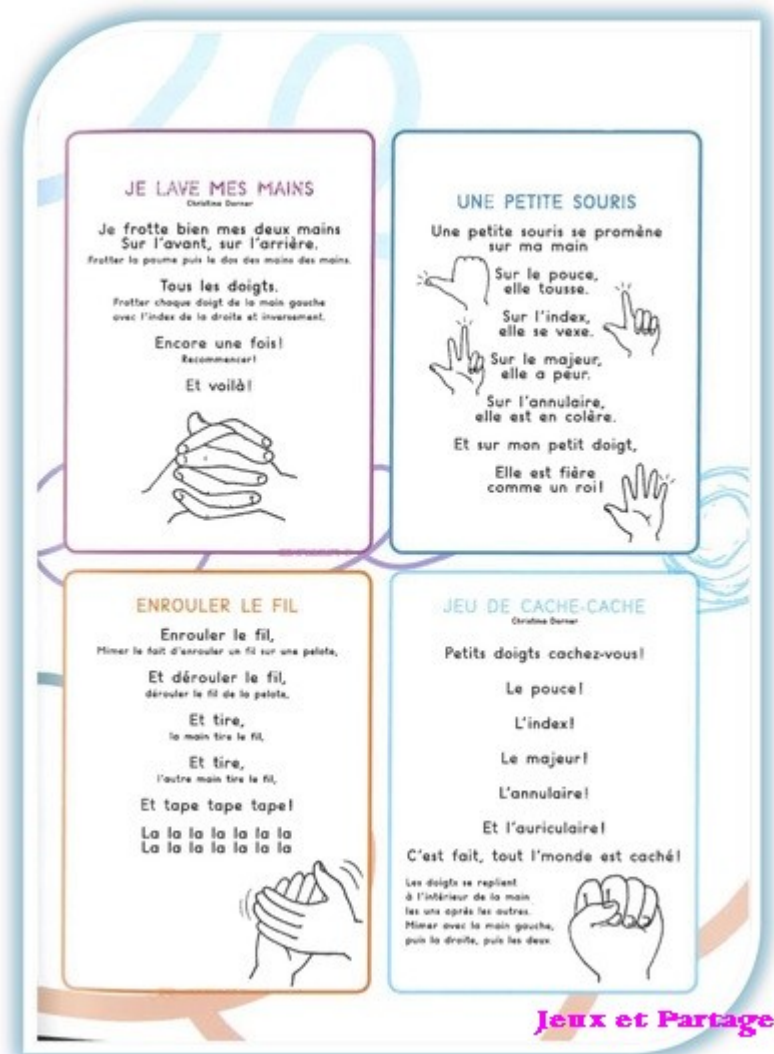 JE LAVE MES MAINS
Christina Dorner
Je frotte bien mes deux mains
Sur l'avant, sur l'arrière.
Frotter la paume puis le dos des mains des mains.
Tous les doigts.
Frotter chaque doigt de la main gauche
avec l'index de la droite et inversement.
Encore une fois!
Recommencer!
Et voilà!
UNE PETITE SOURIS
Une petite souris se promène
sur ma main
Sur le pouce,
elle tousse.
Sur l'index,
elle se vexe.
Sur le majeur,
elle a peur.
Sur l'annulaire,
elle est en colère.
Et sur mon petit doigt,
Elle est fière
comme un roi!
ENROULER LE FIL
Enrouler le fil,
Mimer le fait d'enrouler un fil sur une pelote,
Et dérouler le fil,
dérouler le fil de la pelote,
Et tire,
la main tire le fil,
Et tire,
l'autre main tire le fil,
Et tape tape tape!
La la la la la la la
La la la la la la la
JEU DE CACHE-CACHE
Christina Dorner
Petits doigts cachez-vous!
Le pouce!
L'index!
Le majeur!
L'annulaire!
Et l'auriculaire!
C'est fait, tout l'monde est caché!
Les doigts se replient
à l'intérieur de la main
les uns après les autres.
Mimer avec la main gauche,
puis la droite, puis les deux.
Jeux et Partage